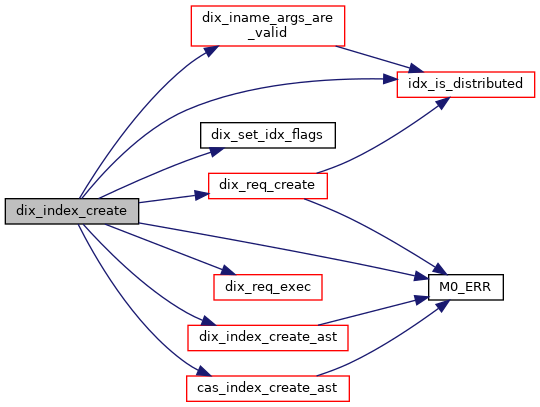 dix_iname_args_are
_valid
idx_is_distributed
dix_set_idx_flags
dix_req_create
dix_index_create
M0_ERR
dix_req_exec
dix_index_create_ast
cas_index_create_ast